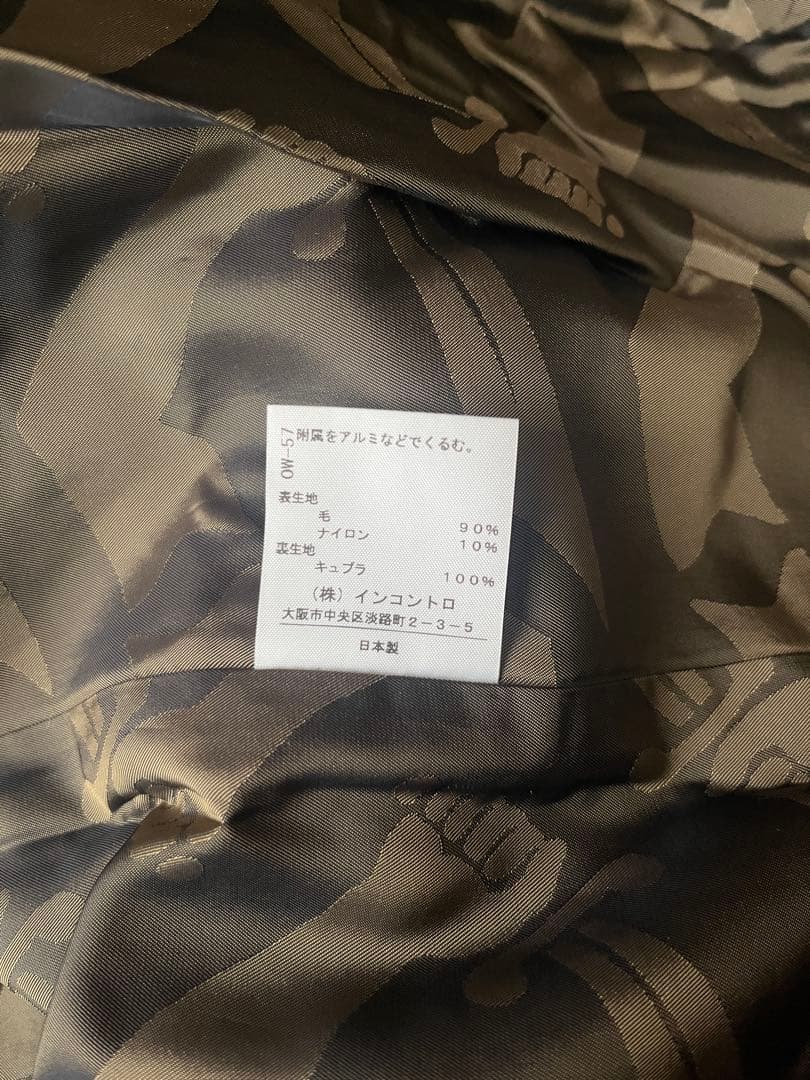 OW-57
附属をアルミなどでくるむ。
表生地
毛 90%
ナイロン 10%
裏生地
キュプラ 100%
(株)インコントロ
大阪市中央区淡路町2-3-5
日本製